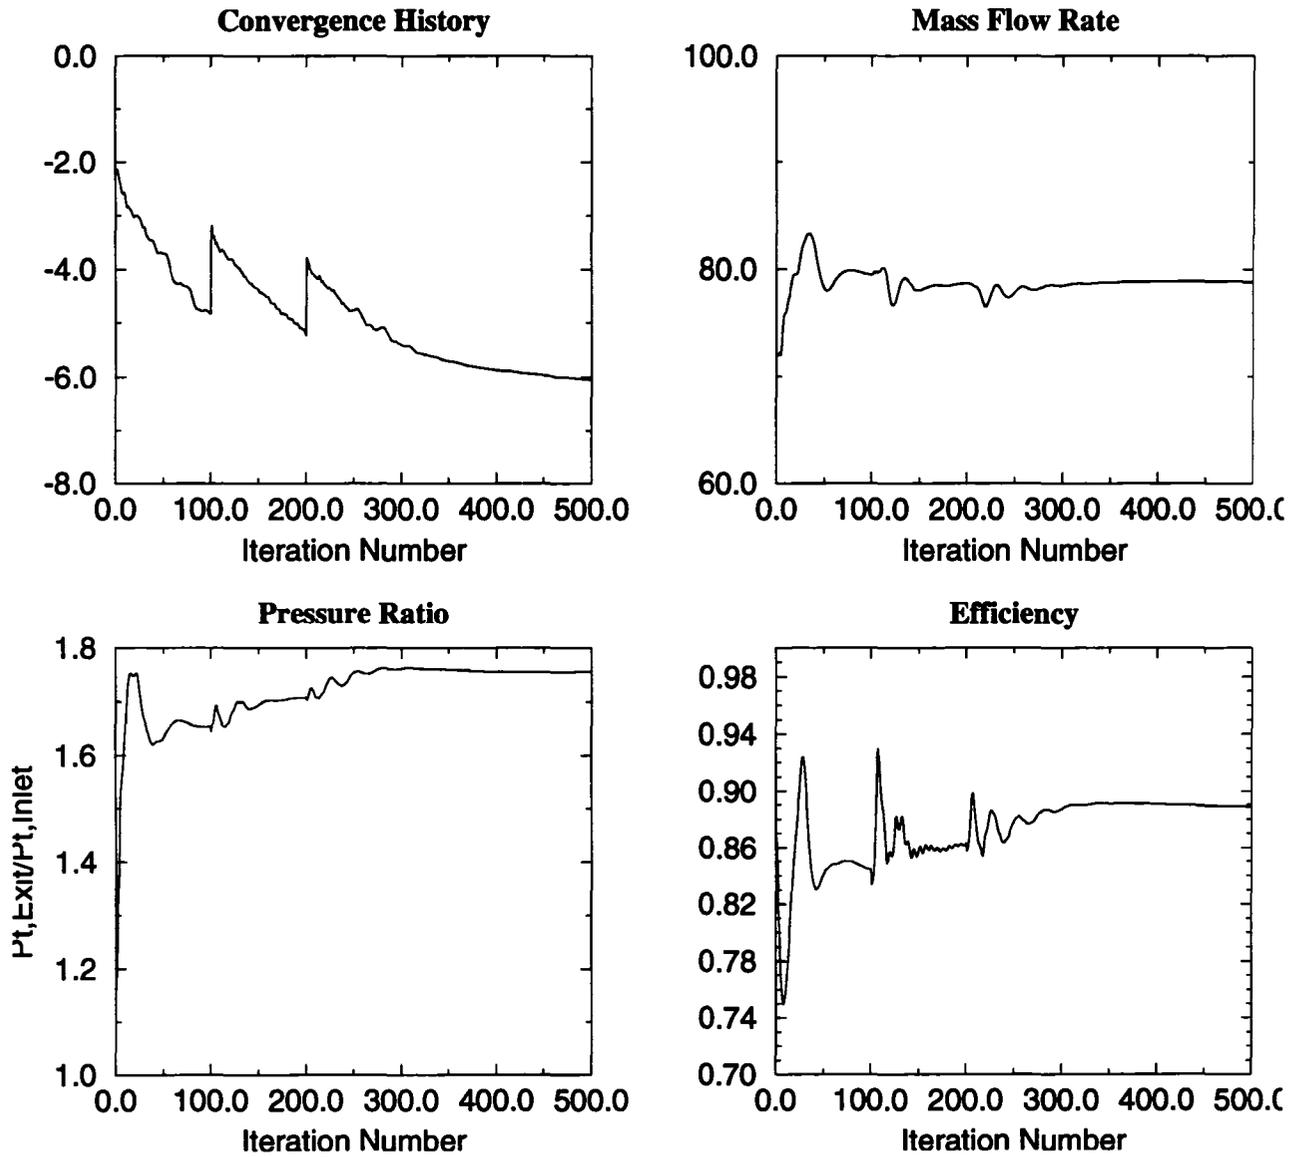 Convergence History
0.0
-2.0
-4.0
-6.0
-8.0
0.0 100.0 200.0 300.0 400.0 500.0
Iteration Number
Mass Flow Rate
100.0
80.0
60.0
0.0 100.0 200.0 300.0 400.0 500.0
Iteration Number
Pressure Ratio
Pt,Exit/Pt,Inlet
1.8
1.6
1.4
1.2
1.0
0.0 100.0 200.0 300.0 400.0 500.0
Iteration Number
Efficiency
0.98
0.94
0.90
0.86
0.82
0.78
0.74
0.70
0.0 100.0 200.0 300.0 400.0 500.0
Iteration Number